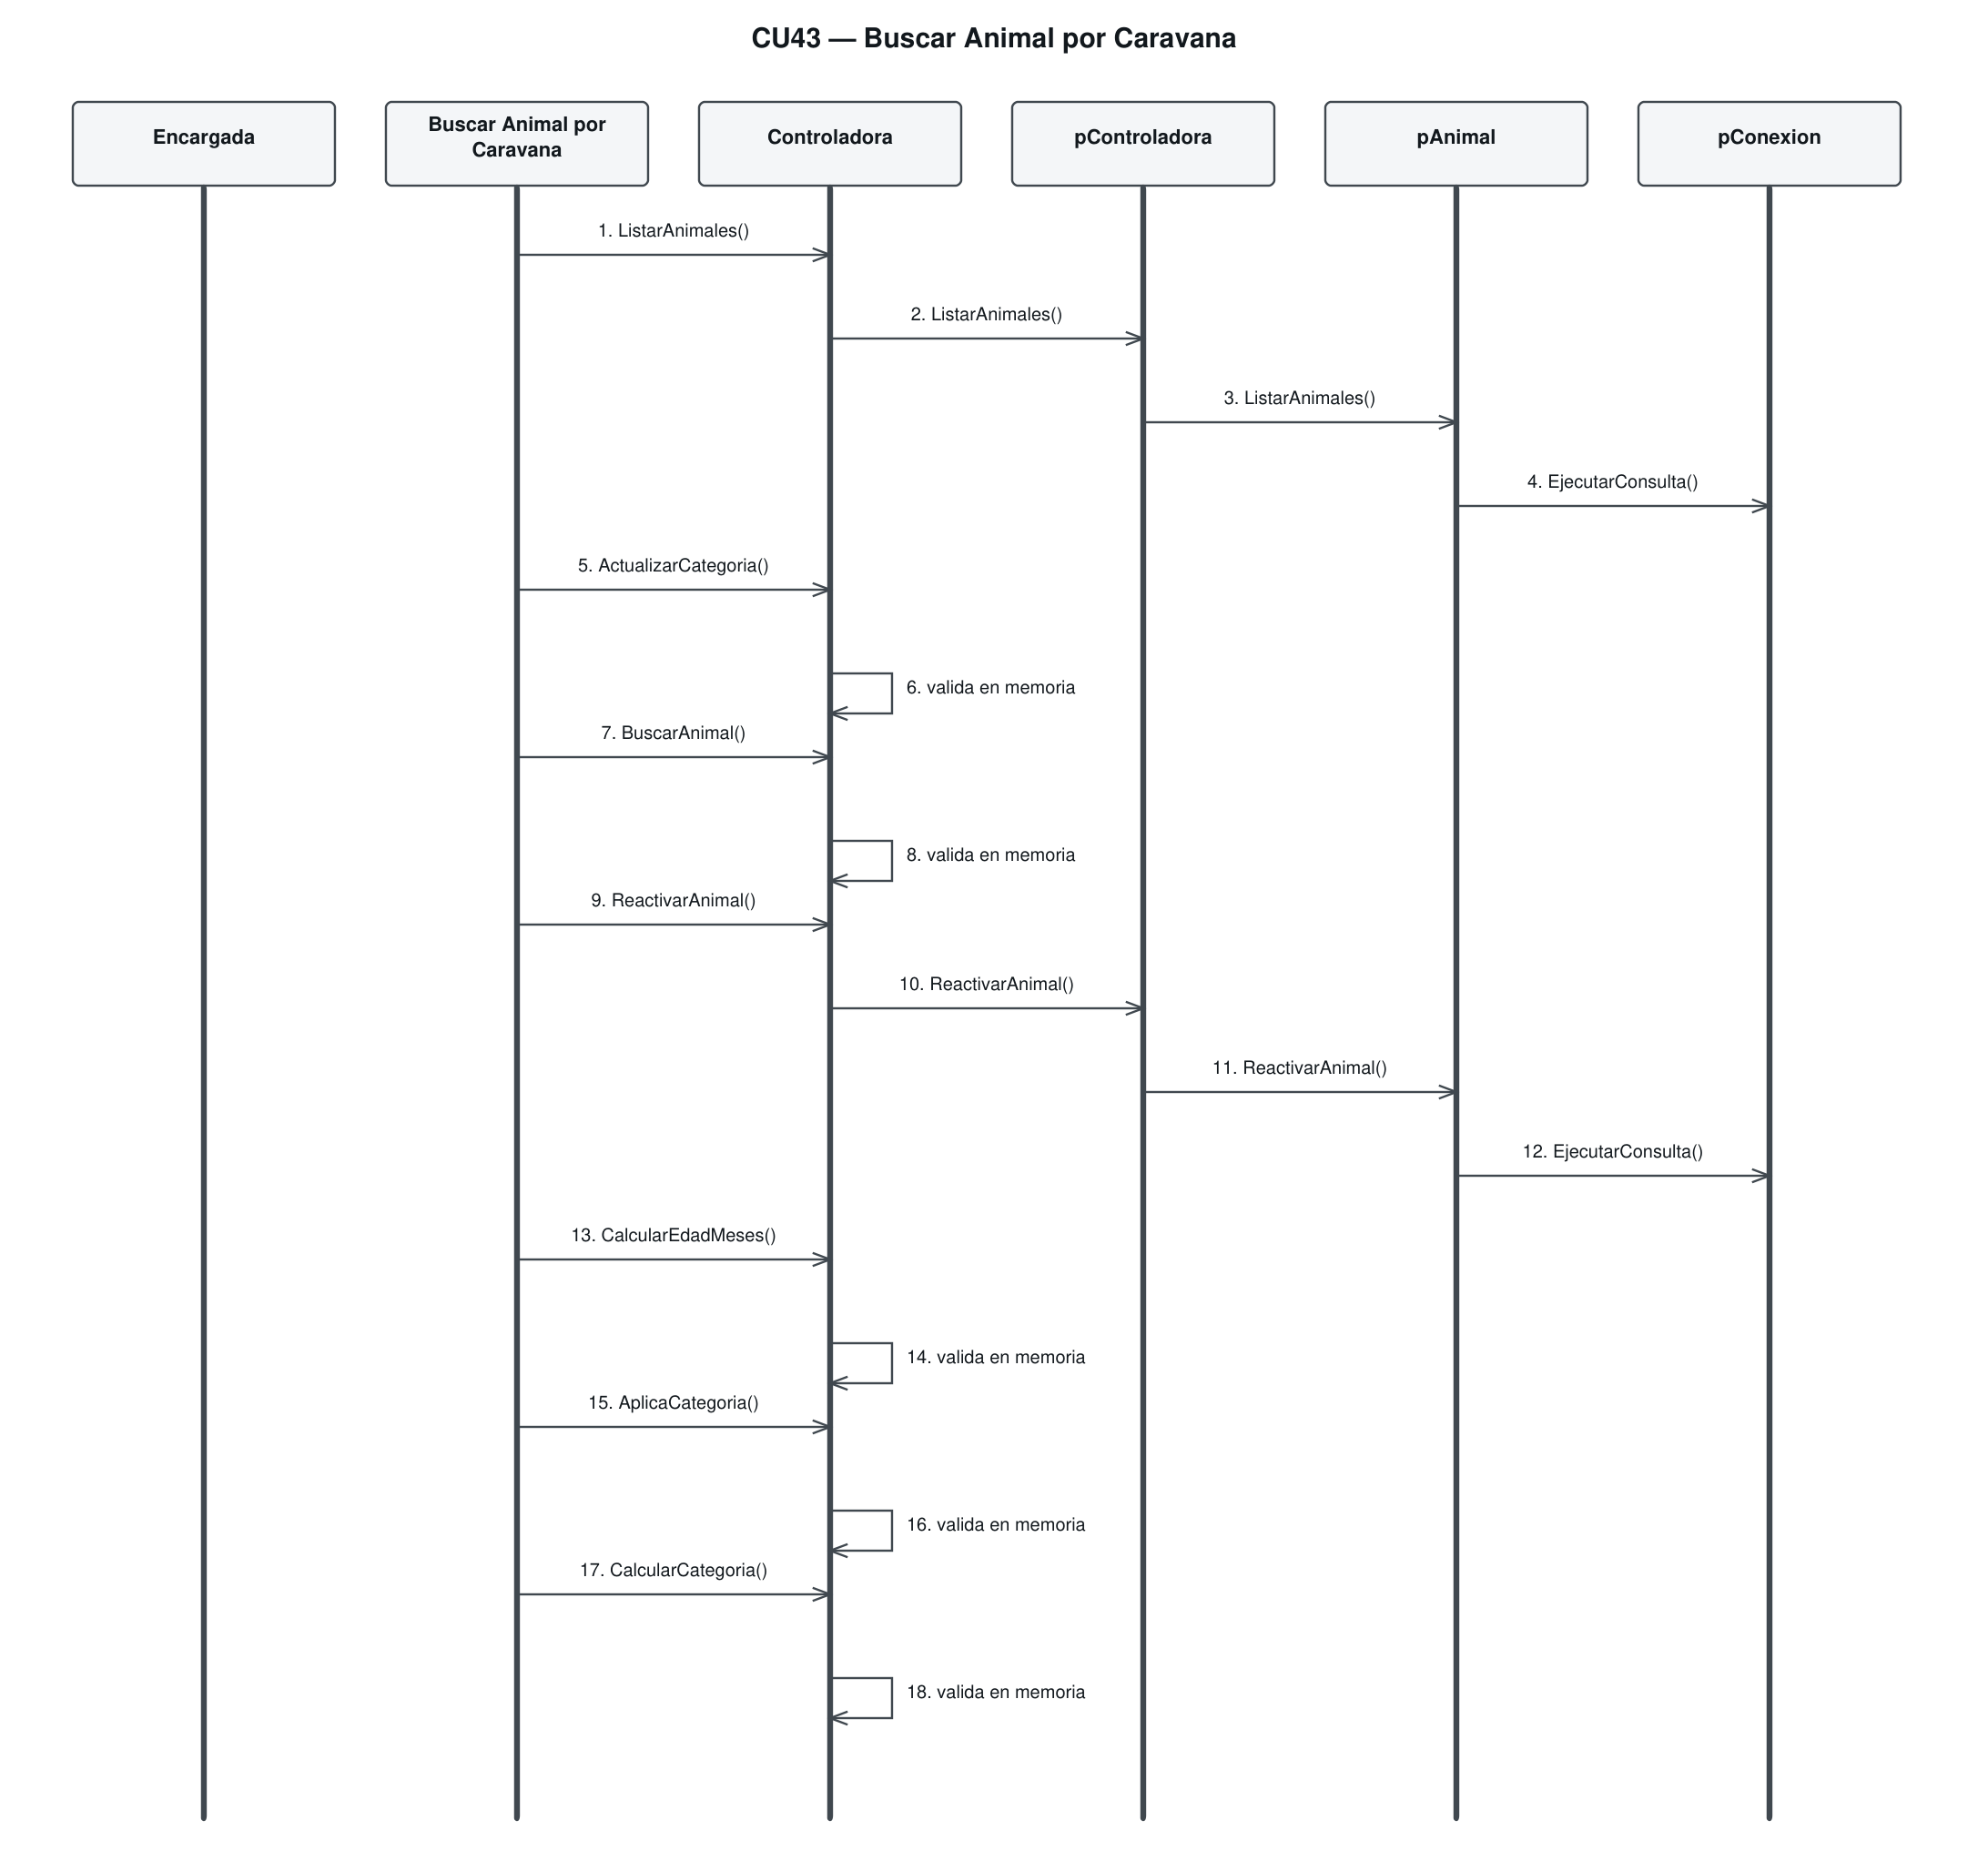 CU43 — Buscar Animal por Caravana
Encargada
Buscar Animal por
Caravana
Controladora
pControladora
pAnimal
pConexion
1. ListarAnimales()
2. ListarAnimales()
3. ListarAnimales()
4. EjecutarConsulta()
5. ActualizarCategoria()
6. valida en memoria
7. BuscarAnimal()
8. valida en memoria
9. ReactivarAnimal()
10. ReactivarAnimal()
11. ReactivarAnimal()
12. EjecutarConsulta()
13. CalcularEdadMeses()
14. valida en memoria
15. AplicaCategoria()
16. valida en memoria
17. CalcularCategoria()
18. valida en memoria